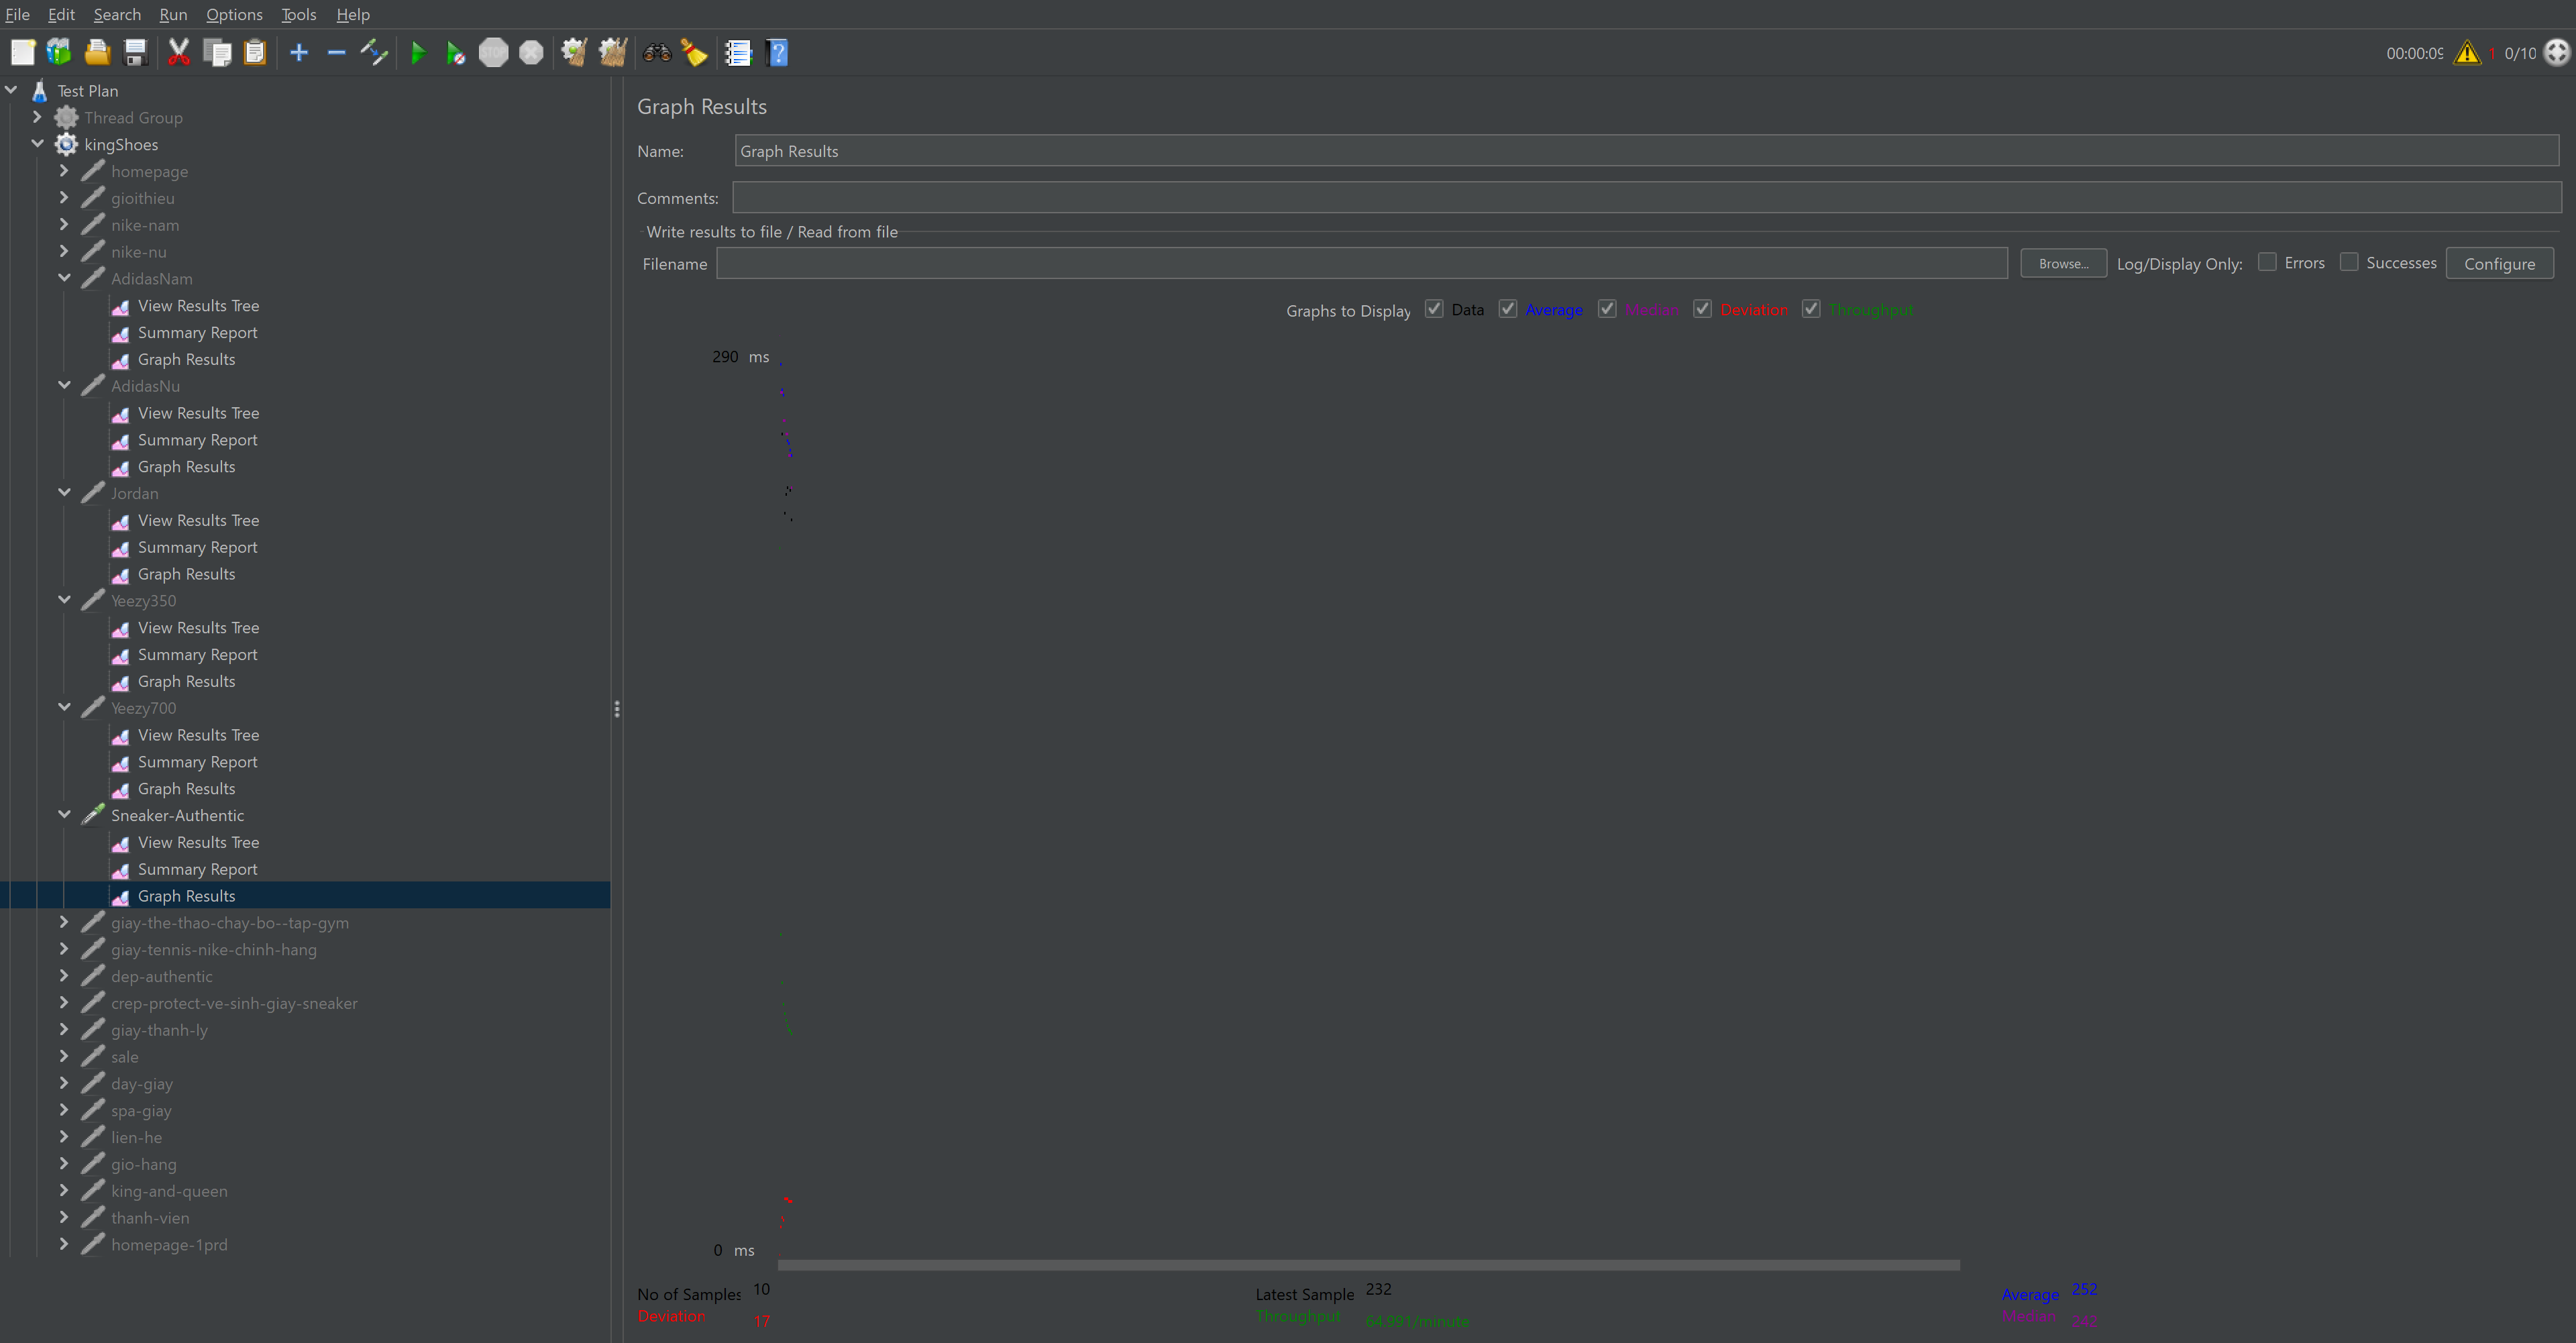 File Edit Search Run Options Tools Help
STOP
00:00:09 1 0/10
Test Plan
Thread Group
kingShoes
homepage
gioithieu
nike-nam
nike-nu
AdidasNam
View Results Tree
Summary Report
Graph Results
AdidasNu
View Results Tree
Summary Report
Graph Results
Jordan
View Results Tree
Summary Report
Graph Results
Yeezy350
View Results Tree
Summary Report
Graph Results
Yeezy700
View Results Tree
Summary Report
Graph Results
Sneaker-Authentic
View Results Tree
Summary Report
Graph Results
giay-the-thao-chay-bo--tap-gym
giay-tennis-nike-chinh-hang
dep-authentic
crep-protect-ve-sinh-giay-sneaker
giay-thanh-ly
sale
day-giay
spa-giay
lien-he
gio-hang
king-and-queen
thanh-vien
homepage-1prd
Graph Results
Name: Graph Results
Comments:
Write results to file / Read from file
Filename Browse... Log/Display Only: Errors Successes Configure
Graphs to Display Data Average Median Deviation Throughput
290 ms
0 ms
No of Samples 10 Latest Sample 232 Average 252
Deviation 17 Throughput 64.991/minute Median 242